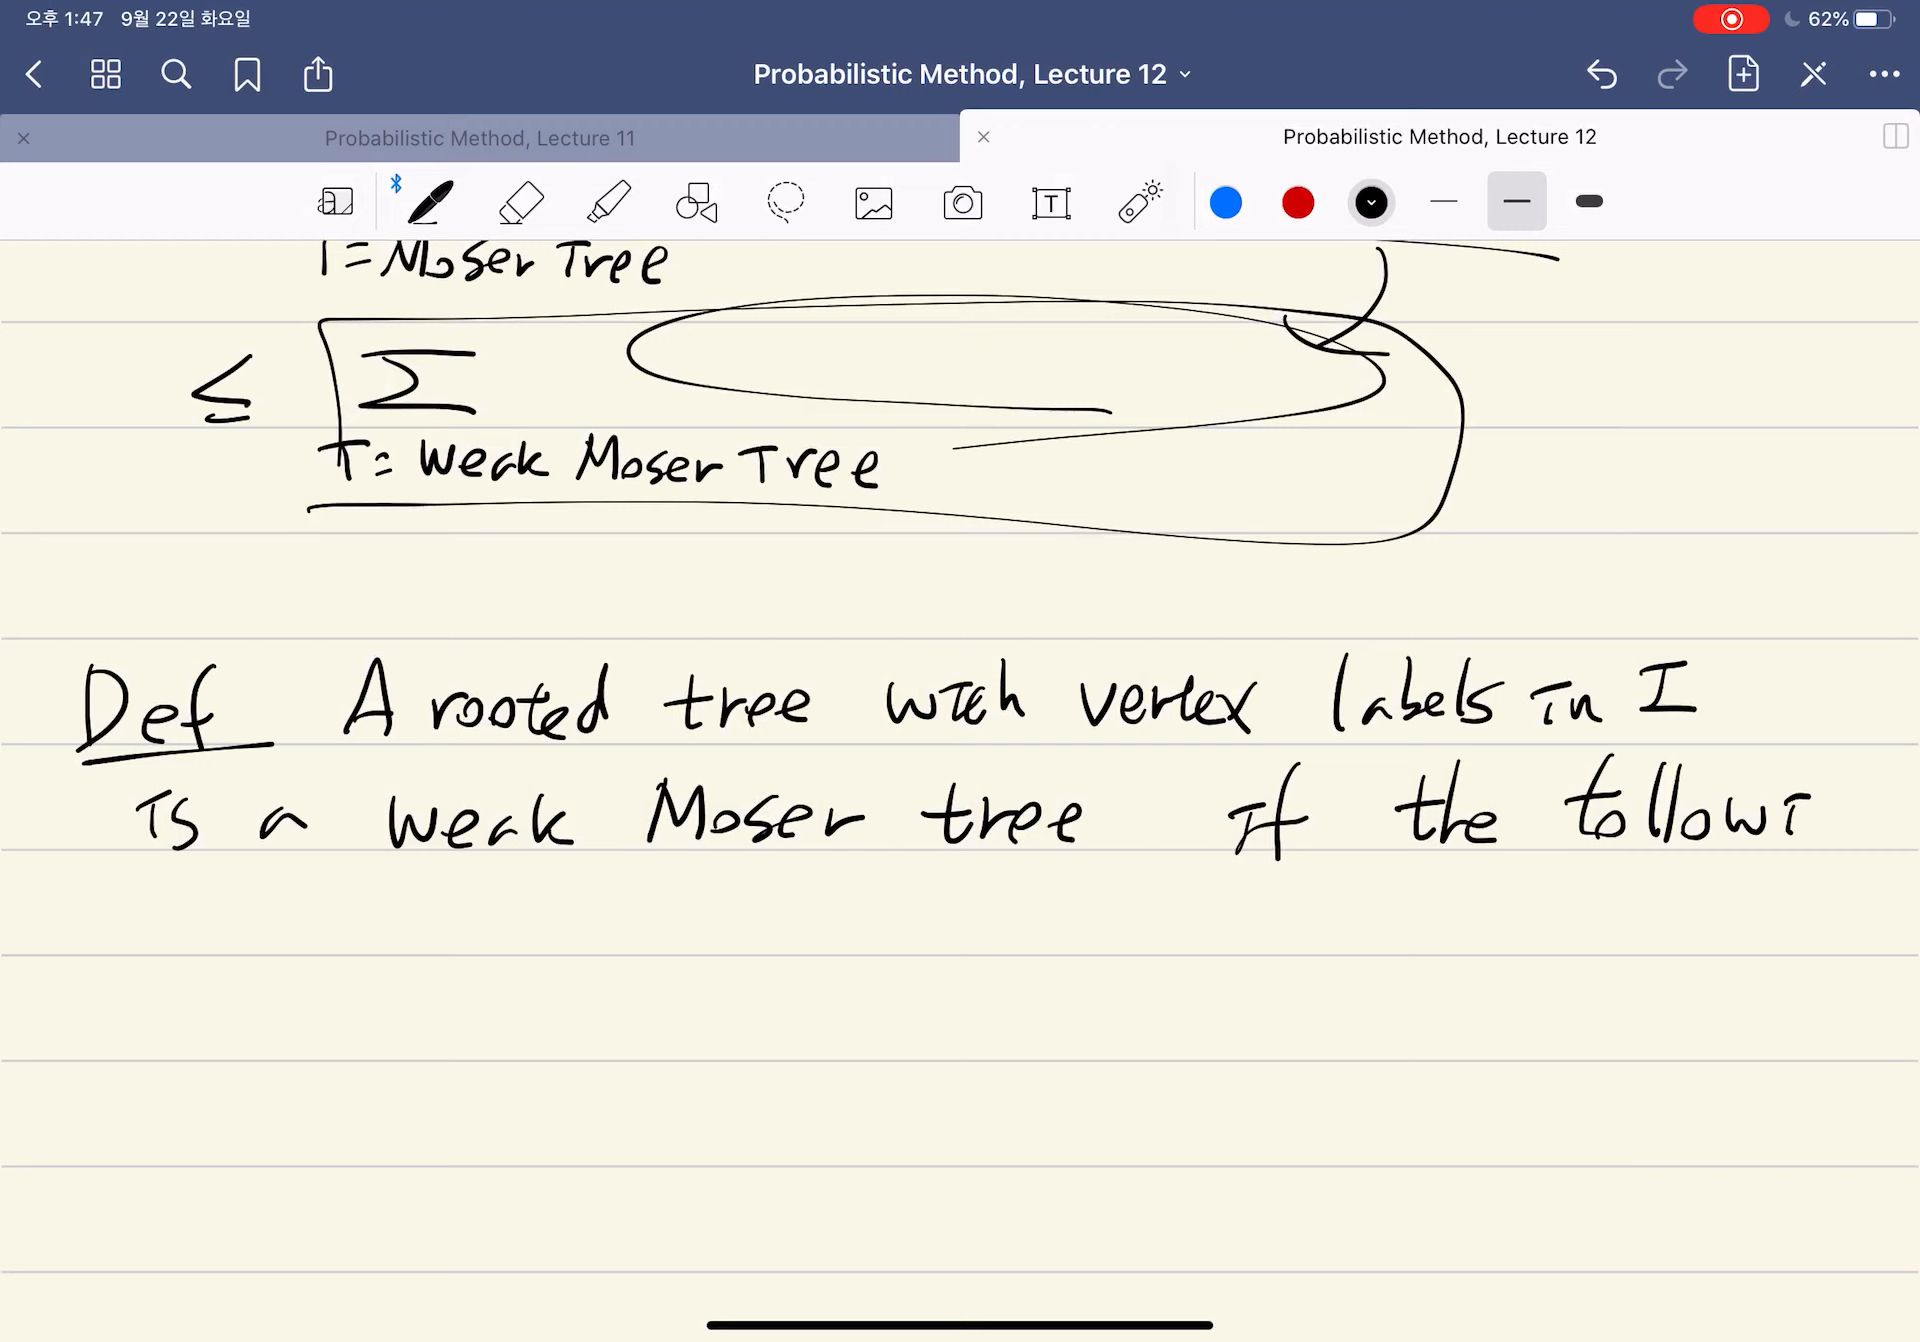 오후 1:47 9월 22일 화요일 62%
Probabilistic Method, Lecture 12
Probabilistic Method, Lecture 11
Probabilistic Method, Lecture 12
T = Moser Tree
≤ Σ
T = Weak Moser Tree
Def A rooted tree with vertex labels in I
is a weak Moser tree if the followi